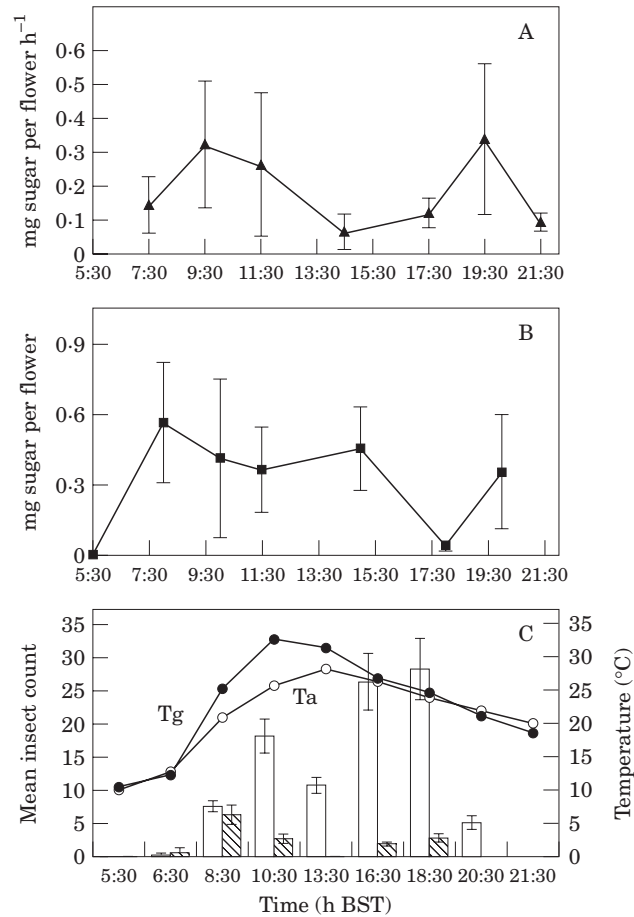 A
mg sugar per flower h⁻¹
0·6
0·5
0·4
0·3
0·2
0·1
0
5:30 7:30 9:30 11:30 13:30 15:30 17:30 19:30 21:30
B
mg sugar per flower
0·9
0·6
0·3
0
5:30 7:30 9:30 11:30 13:30 15:30 17:30 19:30 21:30
C
Mean insect count
Temperature (°C)
35 35
30 30
25 25
20 20
15 15
10 10
5 5
0 0
Tg
Ta
5:30 6:30 8:30 10:30 13:30 16:30 18:30 20:30 21:30
Time (h BST)